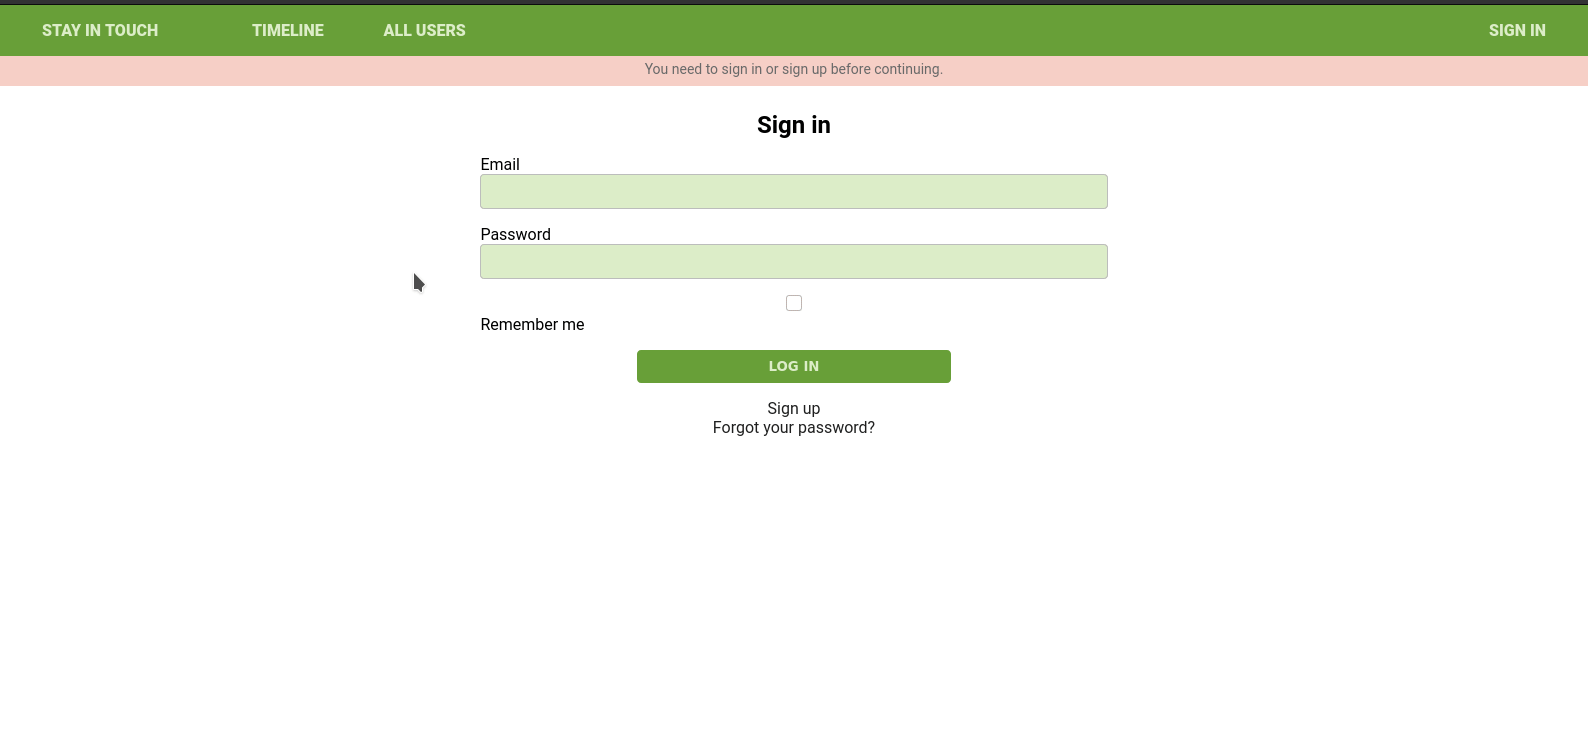 STAY IN TOUCH TIMELINE ALL USERS SIGN IN
You need to sign in or sign up before continuing.
Sign in
Email
Password
Remember me
LOG IN
Sign up
Forgot your password?